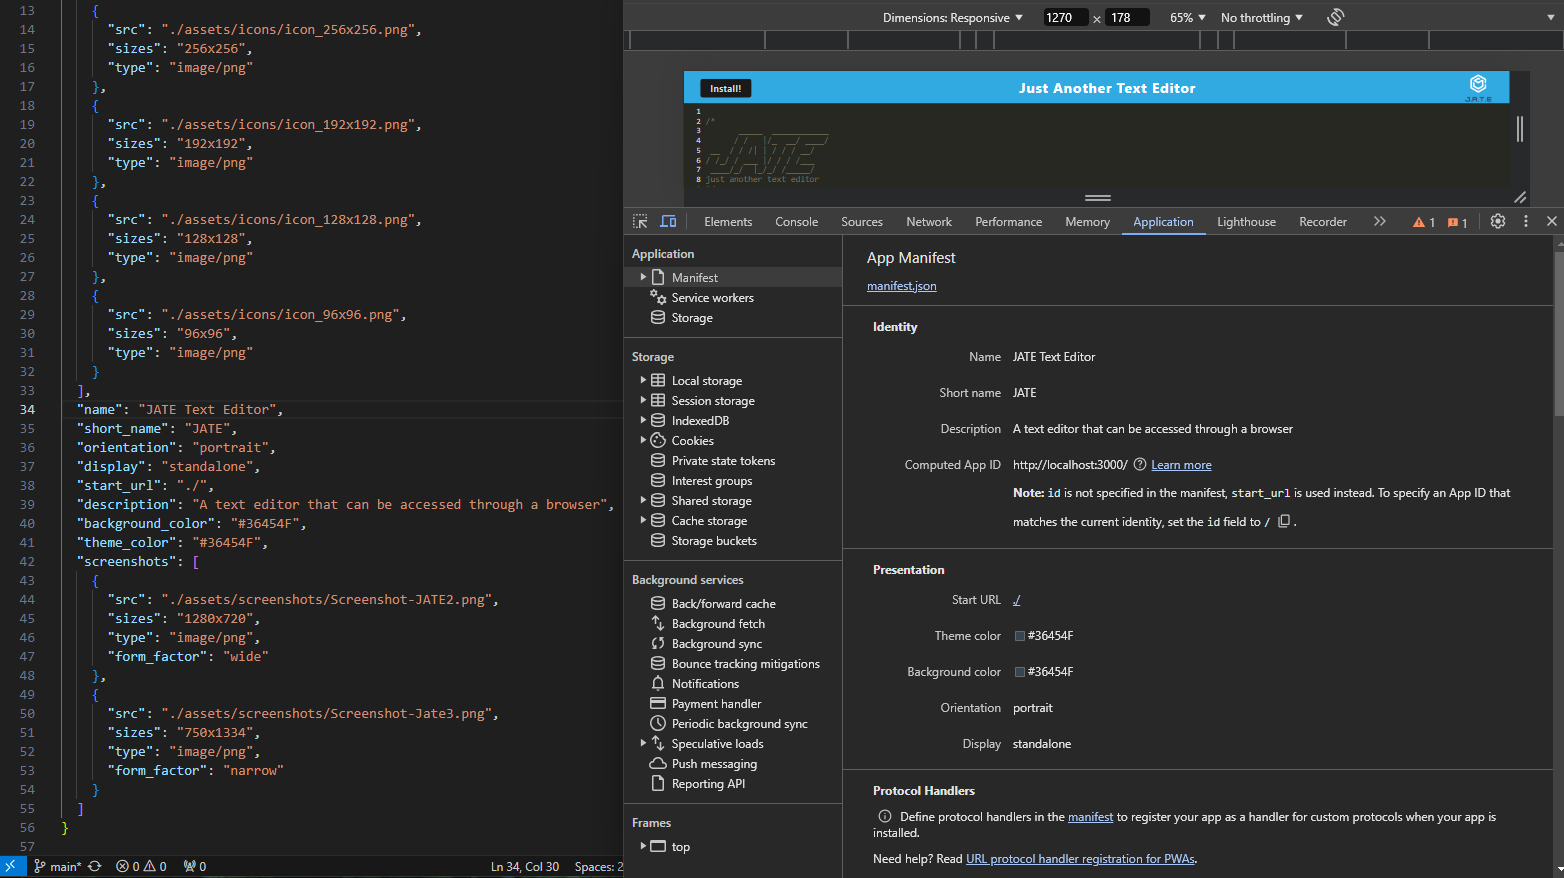 13 {
14 "src": "./assets/icons/icon_256x256.png",
15 "sizes": "256x256",
16 "type": "image/png"
17 },
18 {
19 "src": "./assets/icons/icon_192x192.png",
20 "sizes": "192x192",
21 "type": "image/png"
22 },
23 {
24 "src": "./assets/icons/icon_128x128.png",
25 "sizes": "128x128",
26 "type": "image/png"
27 },
28 {
29 "src": "./assets/icons/icon_96x96.png",
30 "sizes": "96x96",
31 "type": "image/png"
32 }
33 ],
34 "name": "JATE Text Editor",
35 "short_name": "JATE",
36 "orientation": "portrait",
37 "display": "standalone",
38 "start_url": "./",
39 "description": "A text editor that can be accessed through a browser",
40 "background_color": "#36454F",
41 "theme_color": "#36454F",
42 "screenshots": [
43 {
44 "src": "./assets/screenshots/Screenshot-JATE2.png",
45 "sizes": "1280x720",
46 "type": "image/png",
47 "form_factor": "wide"
48 },
49 {
50 "src": "./assets/screenshots/Screenshot-Jate3.png",
51 "sizes": "750x1334",
52 "type": "image/png",
53 "form_factor": "narrow"
54 }
55 ]
56 }
57
main* 0 0 0 Ln 34, Col 30 Spaces: 2
Dimensions: Responsive 1270 × 178 65% No throttling
Install! Just Another Text Editor J.A.T.E
1
2 /*
3
4
5
6
7
8 just another text editor
Elements Console Sources Network Performance Memory Application Lighthouse Recorder 1 1
Application
Manifest
Service workers
Storage
Storage
Local storage
Session storage
IndexedDB
Cookies
Private state tokens
Interest groups
Shared storage
Cache storage
Storage buckets
Background services
Back/forward cache
Background fetch
Background sync
Bounce tracking mitigations
Notifications
Payment handler
Periodic background sync
Speculative loads
Push messaging
Reporting API
Frames
top
App Manifest
manifest.json
Identity
Name JATE Text Editor
Short name JATE
Description A text editor that can be accessed through a browser
Computed App ID http://localhost:3000/ Learn more
Note: id is not specified in the manifest, start_url is used instead. To specify an App ID that
matches the current identity, set the id field to / .
Presentation
Start URL ./
Theme color #36454F
Background color #36454F
Orientation portrait
Display standalone
Protocol Handlers
Define protocol handlers in the manifest to register your app as a handler for custom protocols when your app is
installed.
Need help? Read URL protocol handler registration for PWAs.